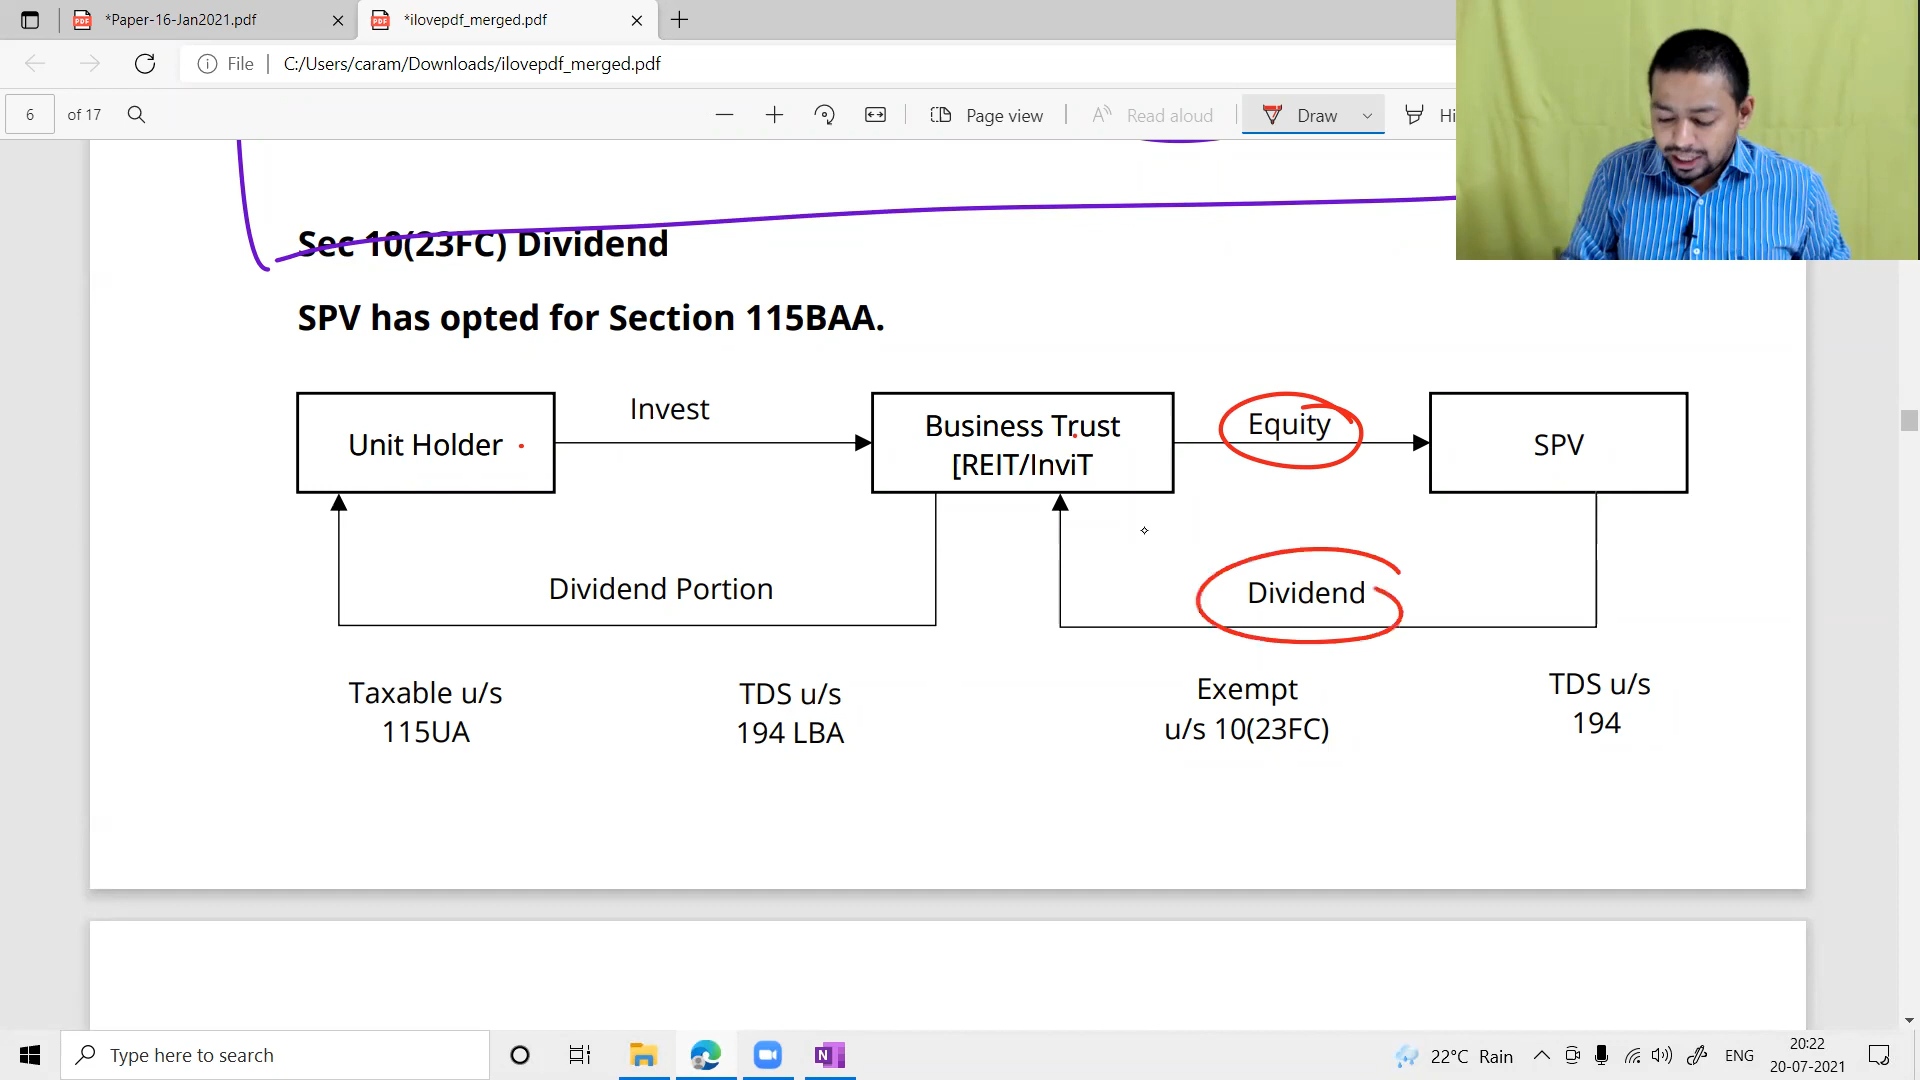 *Paper-16-Jan2021.pdf
*ilovepdf_merged.pdf
File
C:/Users/caram/Downloads/ilovepdf_merged.pdf
6 of 17
Page view
Read aloud
Draw
Hi
Sec 10(23FC) Dividend
SPV has opted for Section 115BAA.
Unit Holder
Invest
Business Trust
[REIT/InviT
Equity
SPV
Dividend Portion
Dividend
Taxable u/s
115UA
TDS u/s
194 LBA
Exempt
u/s 10(23FC)
TDS u/s
194
Type here to search
22°C Rain
ENG
20:22
20-07-2021